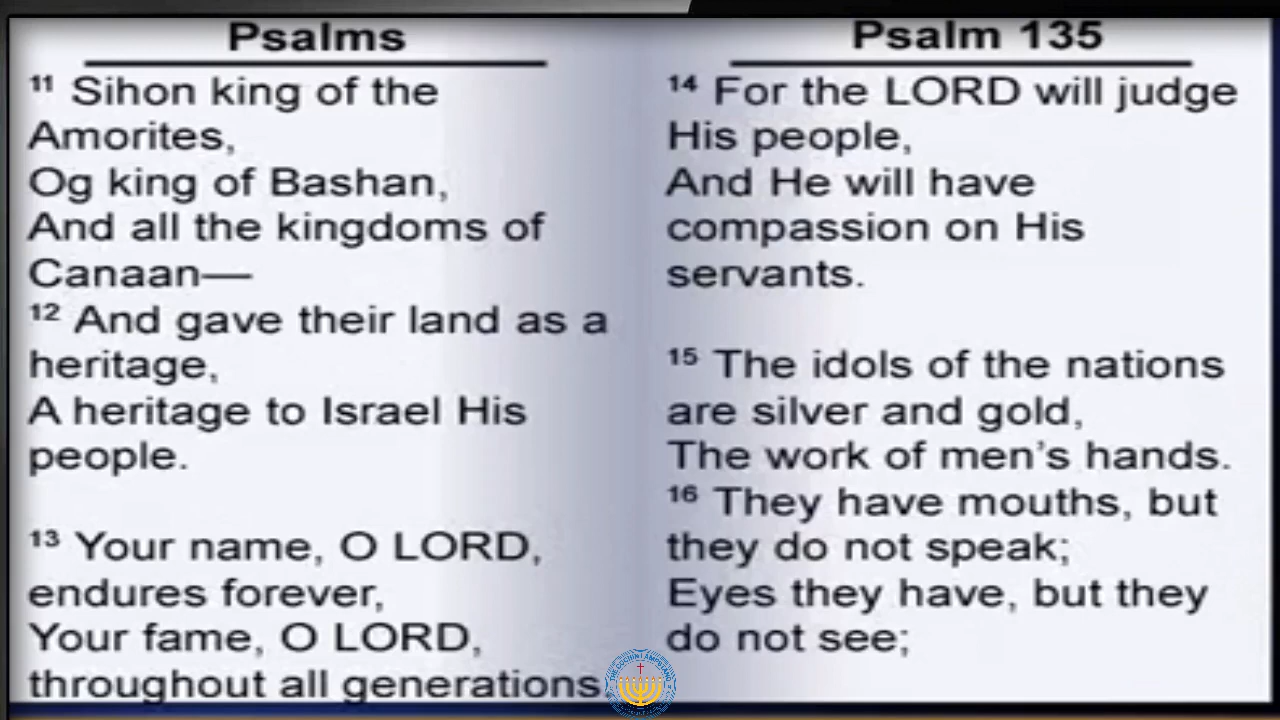 Psalms
¹¹ Sihon king of the
Amorites,
Og king of Bashan,
And all the kingdoms of
Canaan—
¹² And gave their land as a
heritage,
A heritage to Israel His
people.
¹³ Your name, O LORD,
endures forever,
Your fame, O LORD,
throughout all generations.
Psalm 135
¹⁴ For the LORD will judge
His people,
And He will have
compassion on His
servants.
¹⁵ The idols of the nations
are silver and gold,
The work of men’s hands.
¹⁶ They have mouths, but
they do not speak;
Eyes they have, but they
do not see;